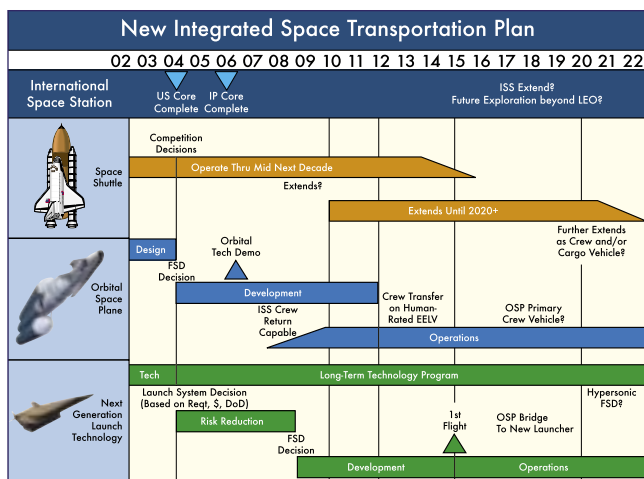 New Integrated Space Transportation Plan
02 03 04 05 06 07 08 09 10 11 12 13 14 15 16 17 18 19 20 21 22
International
Space Station
US Core
Complete
IP Core
Complete
ISS Extend?
Future Exploration beyond LEO?
Space
Shuttle
Competition
Decisions
Operate Thru Mid Next Decade
Extends?
Extends Until 2020+
Further Extends
as Crew and/or
Cargo Vehicle?
Orbital
Space
Plane
Design
FSD
Decision
Orbital
Tech Demo
Development
ISS Crew
Return
Capable
Crew Transfer
on Human-
Rated EELV
OSP Primary
Crew Vehicle?
Operations
Next
Generation
Launch
Technology
Tech
Long-Term Technology Program
Launch System Decision
(Based on Reqt, $, DoD)
Hypersonic
FSD?
Risk Reduction
FSD
Decision
1st
Flight
OSP Bridge
To New Launcher
Development
Operations